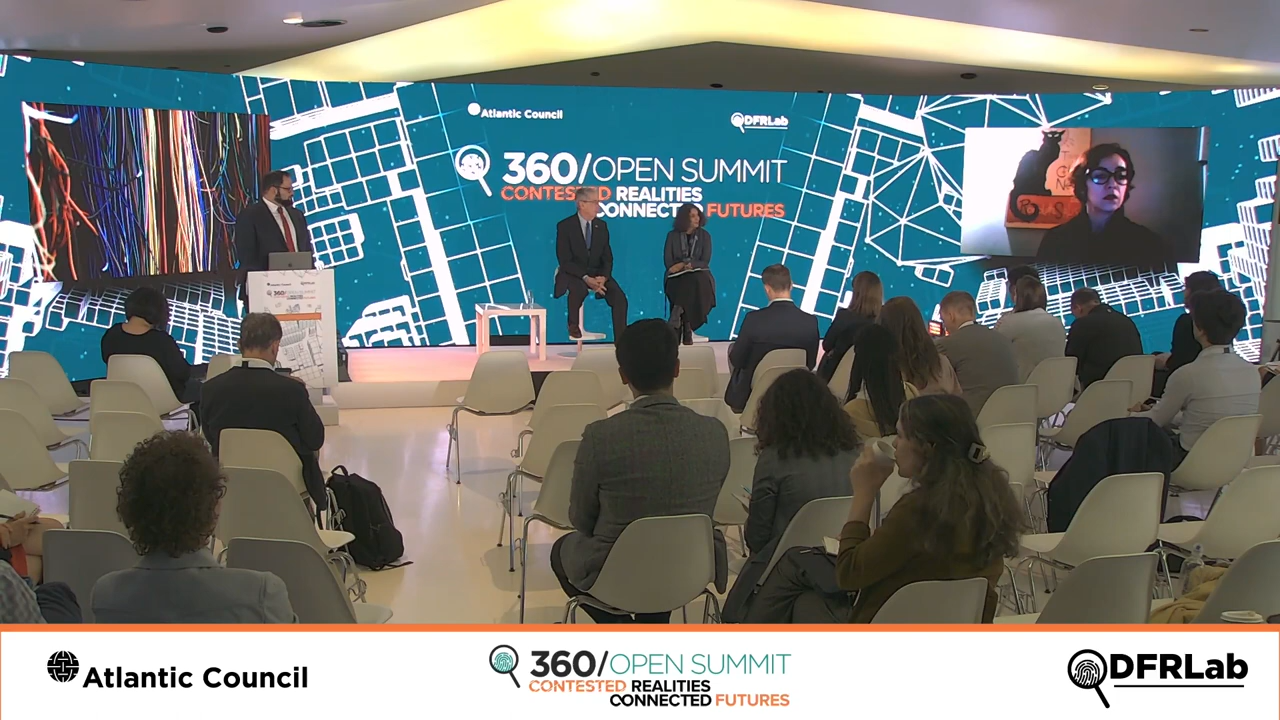 Atlantic Council
DFRLab
360/OPEN SUMMIT
CONTESTED REALITIES
CONNECTED FUTURES
Atlantic Council
360/OPEN SUMMIT
CONTESTED REALITIES
CONNECTED FUTURES
DFRLab